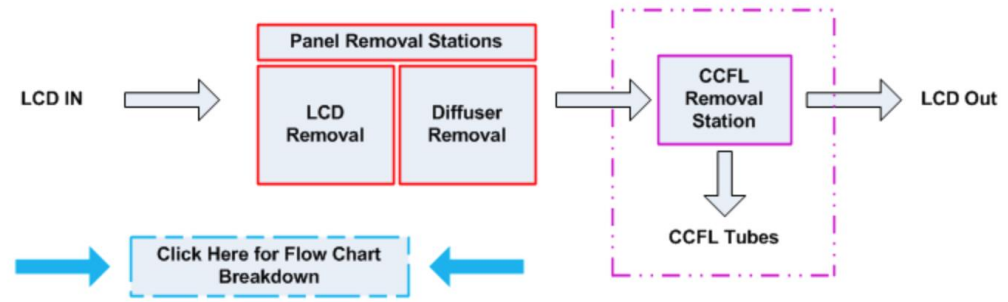 LCD IN
Panel Removal Stations
LCD
Removal
Diffuser
Removal
CCFL
Removal
Station
LCD Out
CCFL Tubes
Click Here for Flow Chart
Breakdown